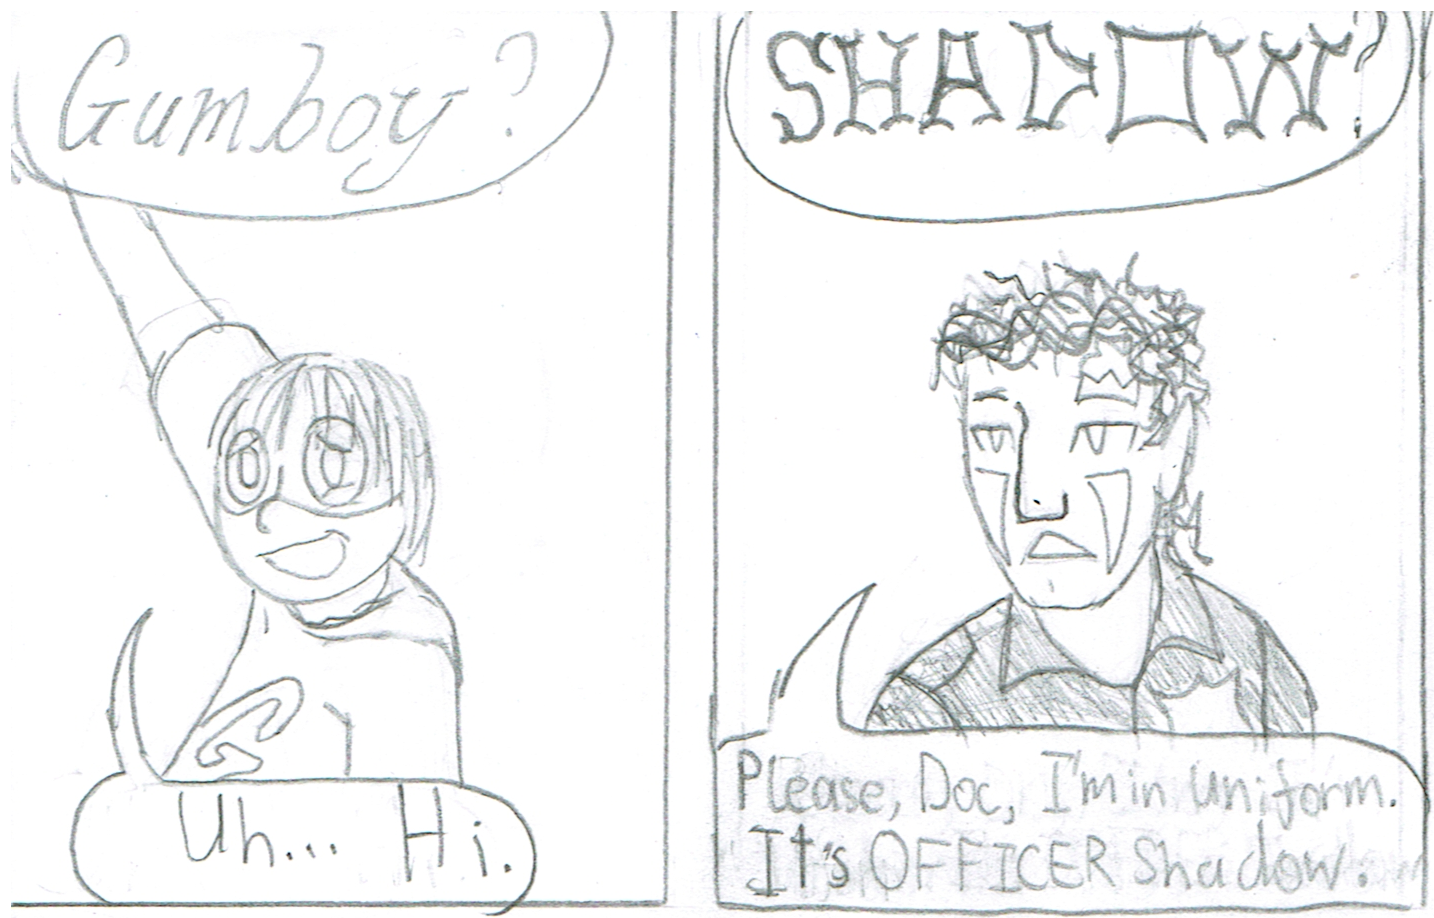 Gumboy?
Uh... Hi.
SHADOW?
Please, Doc, I'm in uniform.
It's OFFICER Shadow.
G